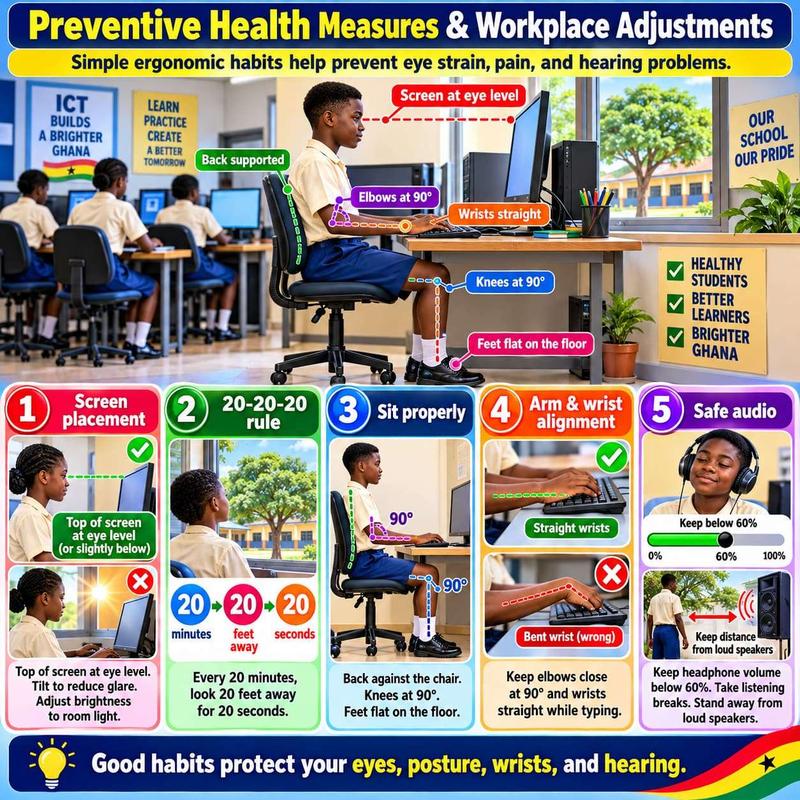 Preventive Health Measures & Workplace Adjustments
Simple ergonomic habits help prevent eye strain, pain, and hearing problems.
ICT
BUILDS
A BRIGHTER
GHANA
LEARN
PRACTICE
CREATE
A BETTER
TOMORROW
Screen at eye level
Back supported
Elbows at 90°
Wrists straight
Knees at 90°
Feet flat on the floor
OUR
SCHOOL
OUR PRIDE
HEALTHY
STUDENTS
BETTER
LEARNERS
BRIGHTER
GHANA
1 Screen
placement
Top of screen
at eye level
(or slightly below)
Top of screen at eye level.
Tilt to reduce glare.
Adjust brightness
to room light.
2 20-20-20
rule
20 20 20
minutes feet seconds
away
Every 20 minutes,
look 20 feet away
for 20 seconds.
3 Sit properly
90°
90°
Back against the chair.
Knees at 90°.
Feet flat on the floor.
4 Arm & wrist
alignment
Straight wrists
Bent wrist (wrong)
Keep elbows close
at 90° and wrists
straight while typing.
5 Safe audio
Keep below 60%
0% 60% 100%
Keep distance
from loud speakers
Keep headphone volume
below 60%. Take listening
breaks. Stand away from
loud speakers.
Good habits protect your eyes, posture, wrists, and hearing.